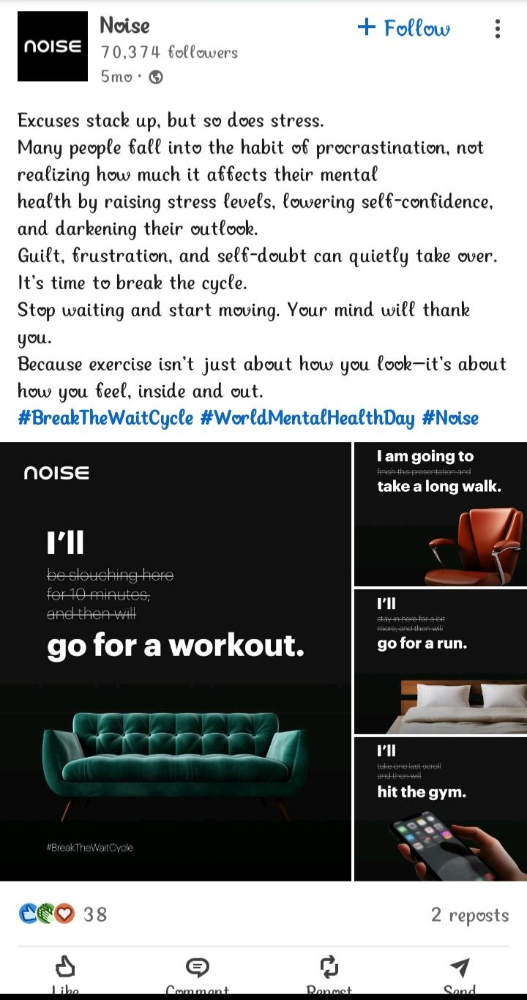 NOISE
Noise
+ Follow
70,374 followers
5mo •
Excuses stack up, but so does stress.
Many people fall into the habit of procrastination, not
realizing how much it affects their mental
health by raising stress levels, lowering self-confidence,
and darkening their outlook.
Guilt, frustration, and self-doubt can quietly take over.
It's time to break the cycle.
Stop waiting and start moving. Your mind will thank
you.
Because exercise isn't just about how you look—it's about
how you feel, inside and out.
#BreakTheWaitCycle #WorldMentalHealthDay #Noise
NOISE
I'll
be slouching here
for 10 minutes,
and then will
go for a workout.
#BreakTheWaitCycle
I am going to
finish this presentation and
take a long walk.
I'll
stay in here for a bit
more, and then will
go for a run.
I'll
take one last scroll
and then will
hit the gym.
38
2 reposts
Like
Comment
Repost
Send